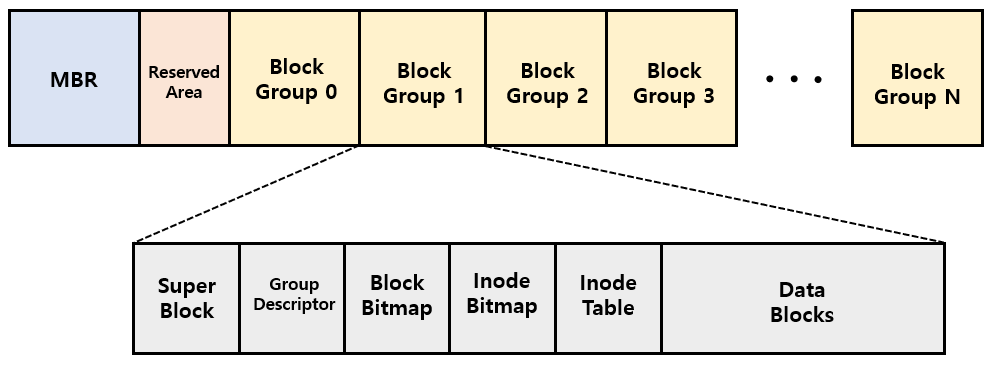 MBR
Reserved
Area
Block
Group 0
Block
Group 1
Block
Group 2
Block
Group 3
• • •
Block
Group N
Super
Block
Group
Descriptor
Block
Bitmap
Inode
Bitmap
Inode
Table
Data
Blocks